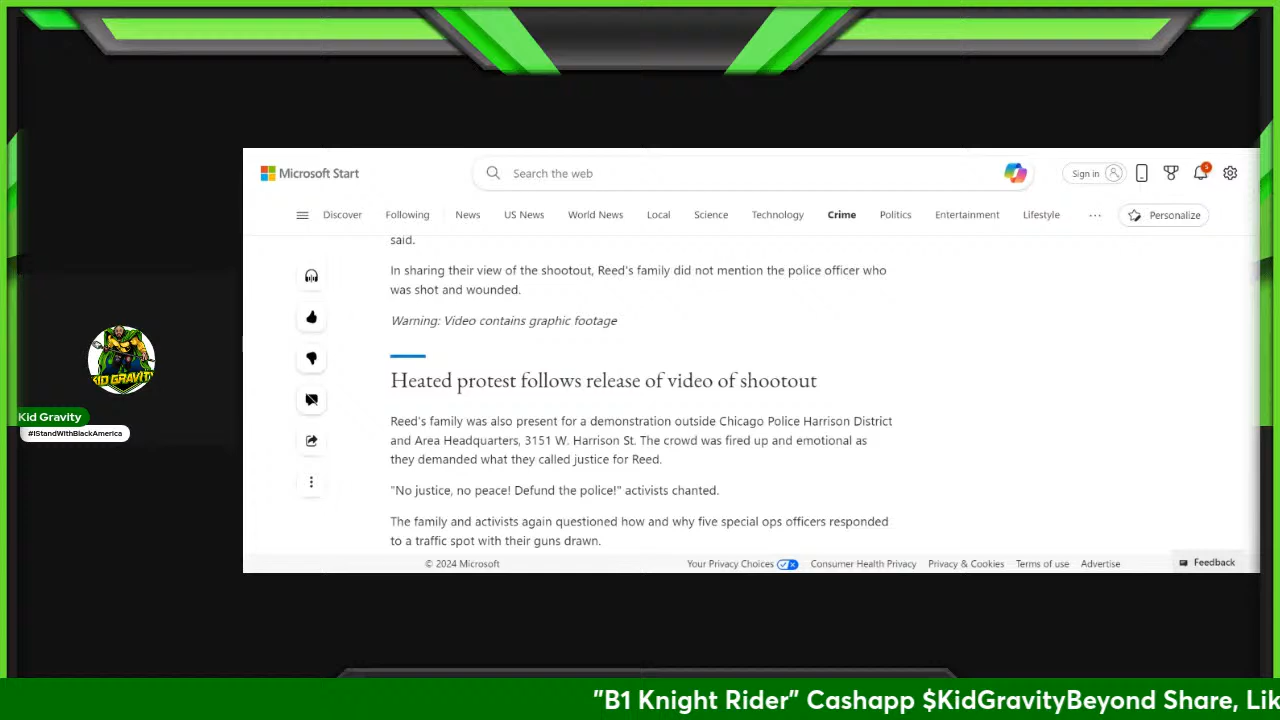 Microsoft Start
Search the web
Sign in
5
Discover
Following
News
US News
World News
Local
Science
Technology
Crime
Politics
Entertainment
Lifestyle
Personalize
said.
In sharing their view of the shootout, Reed's family did not mention the police officer who
was shot and wounded.
Warning: Video contains graphic footage
Heated protest follows release of video of shootout
Reed's family was also present for a demonstration outside Chicago Police Harrison District
and Area Headquarters, 3151 W. Harrison St. The crowd was fired up and emotional as
they demanded what they called justice for Reed.
"No justice, no peace! Defund the police!" activists chanted.
The family and activists again questioned how and why five special ops officers responded
to a traffic spot with their guns drawn.
© 2024 Microsoft
Your Privacy Choices
Consumer Health Privacy
Privacy & Cookies
Terms of use
Advertise
Feedback
KID GRAVITY
Kid Gravity
#IStandWithBlackAmerica
"B1 Knight Rider" Cashapp $KidGravityBeyond Share, Lik